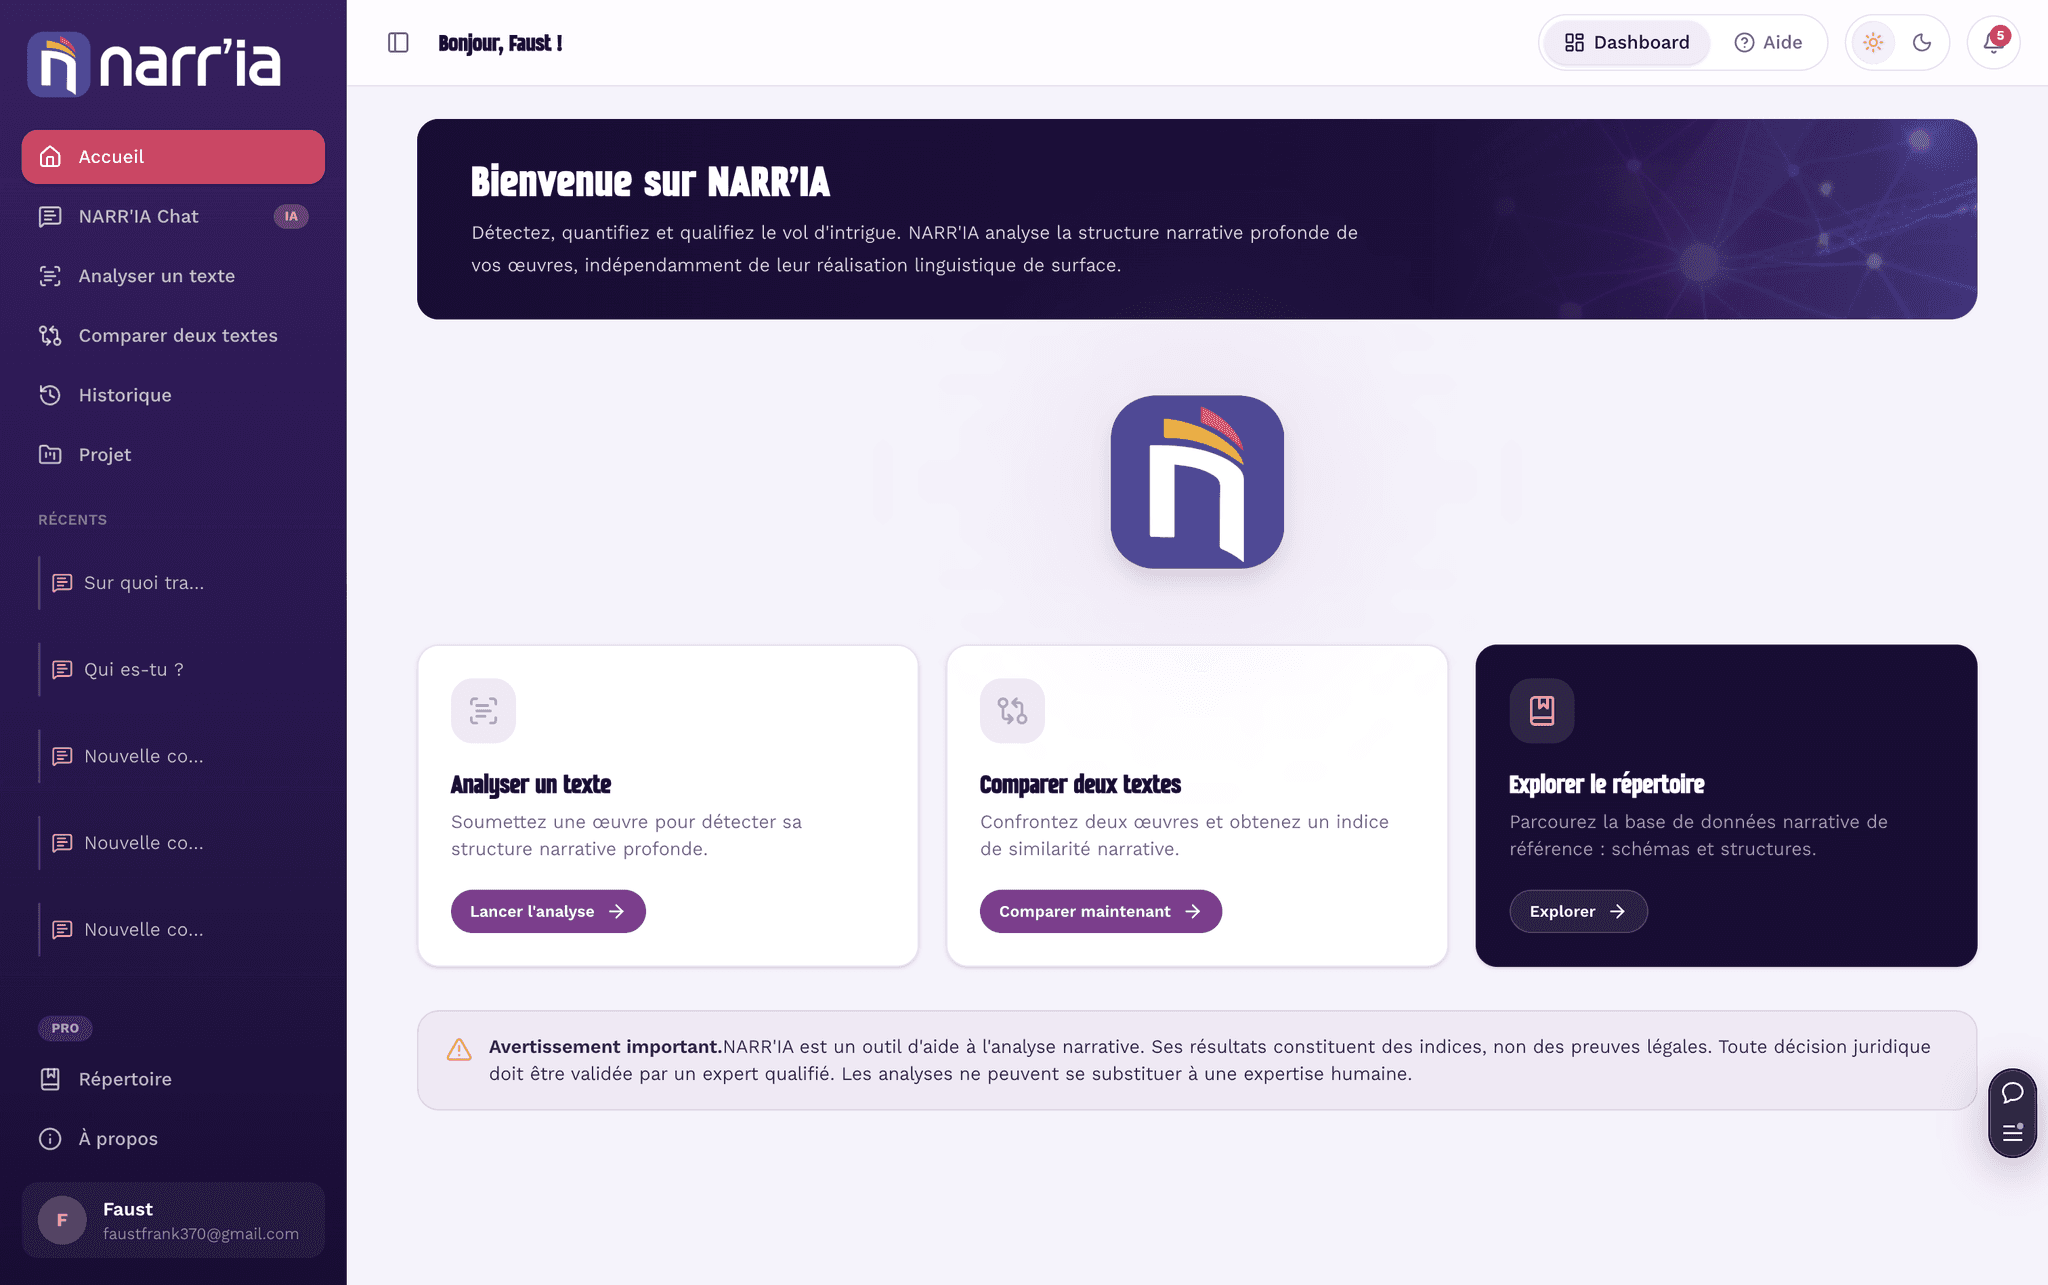 narr'ia
Accueil
NARR'IA Chat
IA
Analyser un texte
Comparer deux textes
Historique
Projet
RÉCENTS
Sur quoi tra...
Qui es-tu ?
Nouvelle co...
Nouvelle co...
Nouvelle co...
PRO
Répertoire
À propos
F
Faust
faustfrank370@gmail.com
Bonjour, Faust !
Dashboard
Aide
5
Bienvenue sur NARR'IA
Détectez, quantifiez et qualifiez le vol d'intrigue. NARR'IA analyse la structure narrative profonde de
vos œuvres, indépendamment de leur réalisation linguistique de surface.
n
Analyser un texte
Soumettez une œuvre pour détecter sa
structure narrative profonde.
Lancer l'analyse
Comparer deux textes
Confrontez deux œuvres et obtenez un indice
de similarité narrative.
Comparer maintenant
Explorer le répertoire
Parcourez la base de données narrative de
référence : schémas et structures.
Explorer
Avertissement important.NARR'IA est un outil d'aide à l'analyse narrative. Ses résultats constituent des indices, non des preuves légales. Toute décision juridique
doit être validée par un expert qualifié. Les analyses ne peuvent se substituer à une expertise humaine.